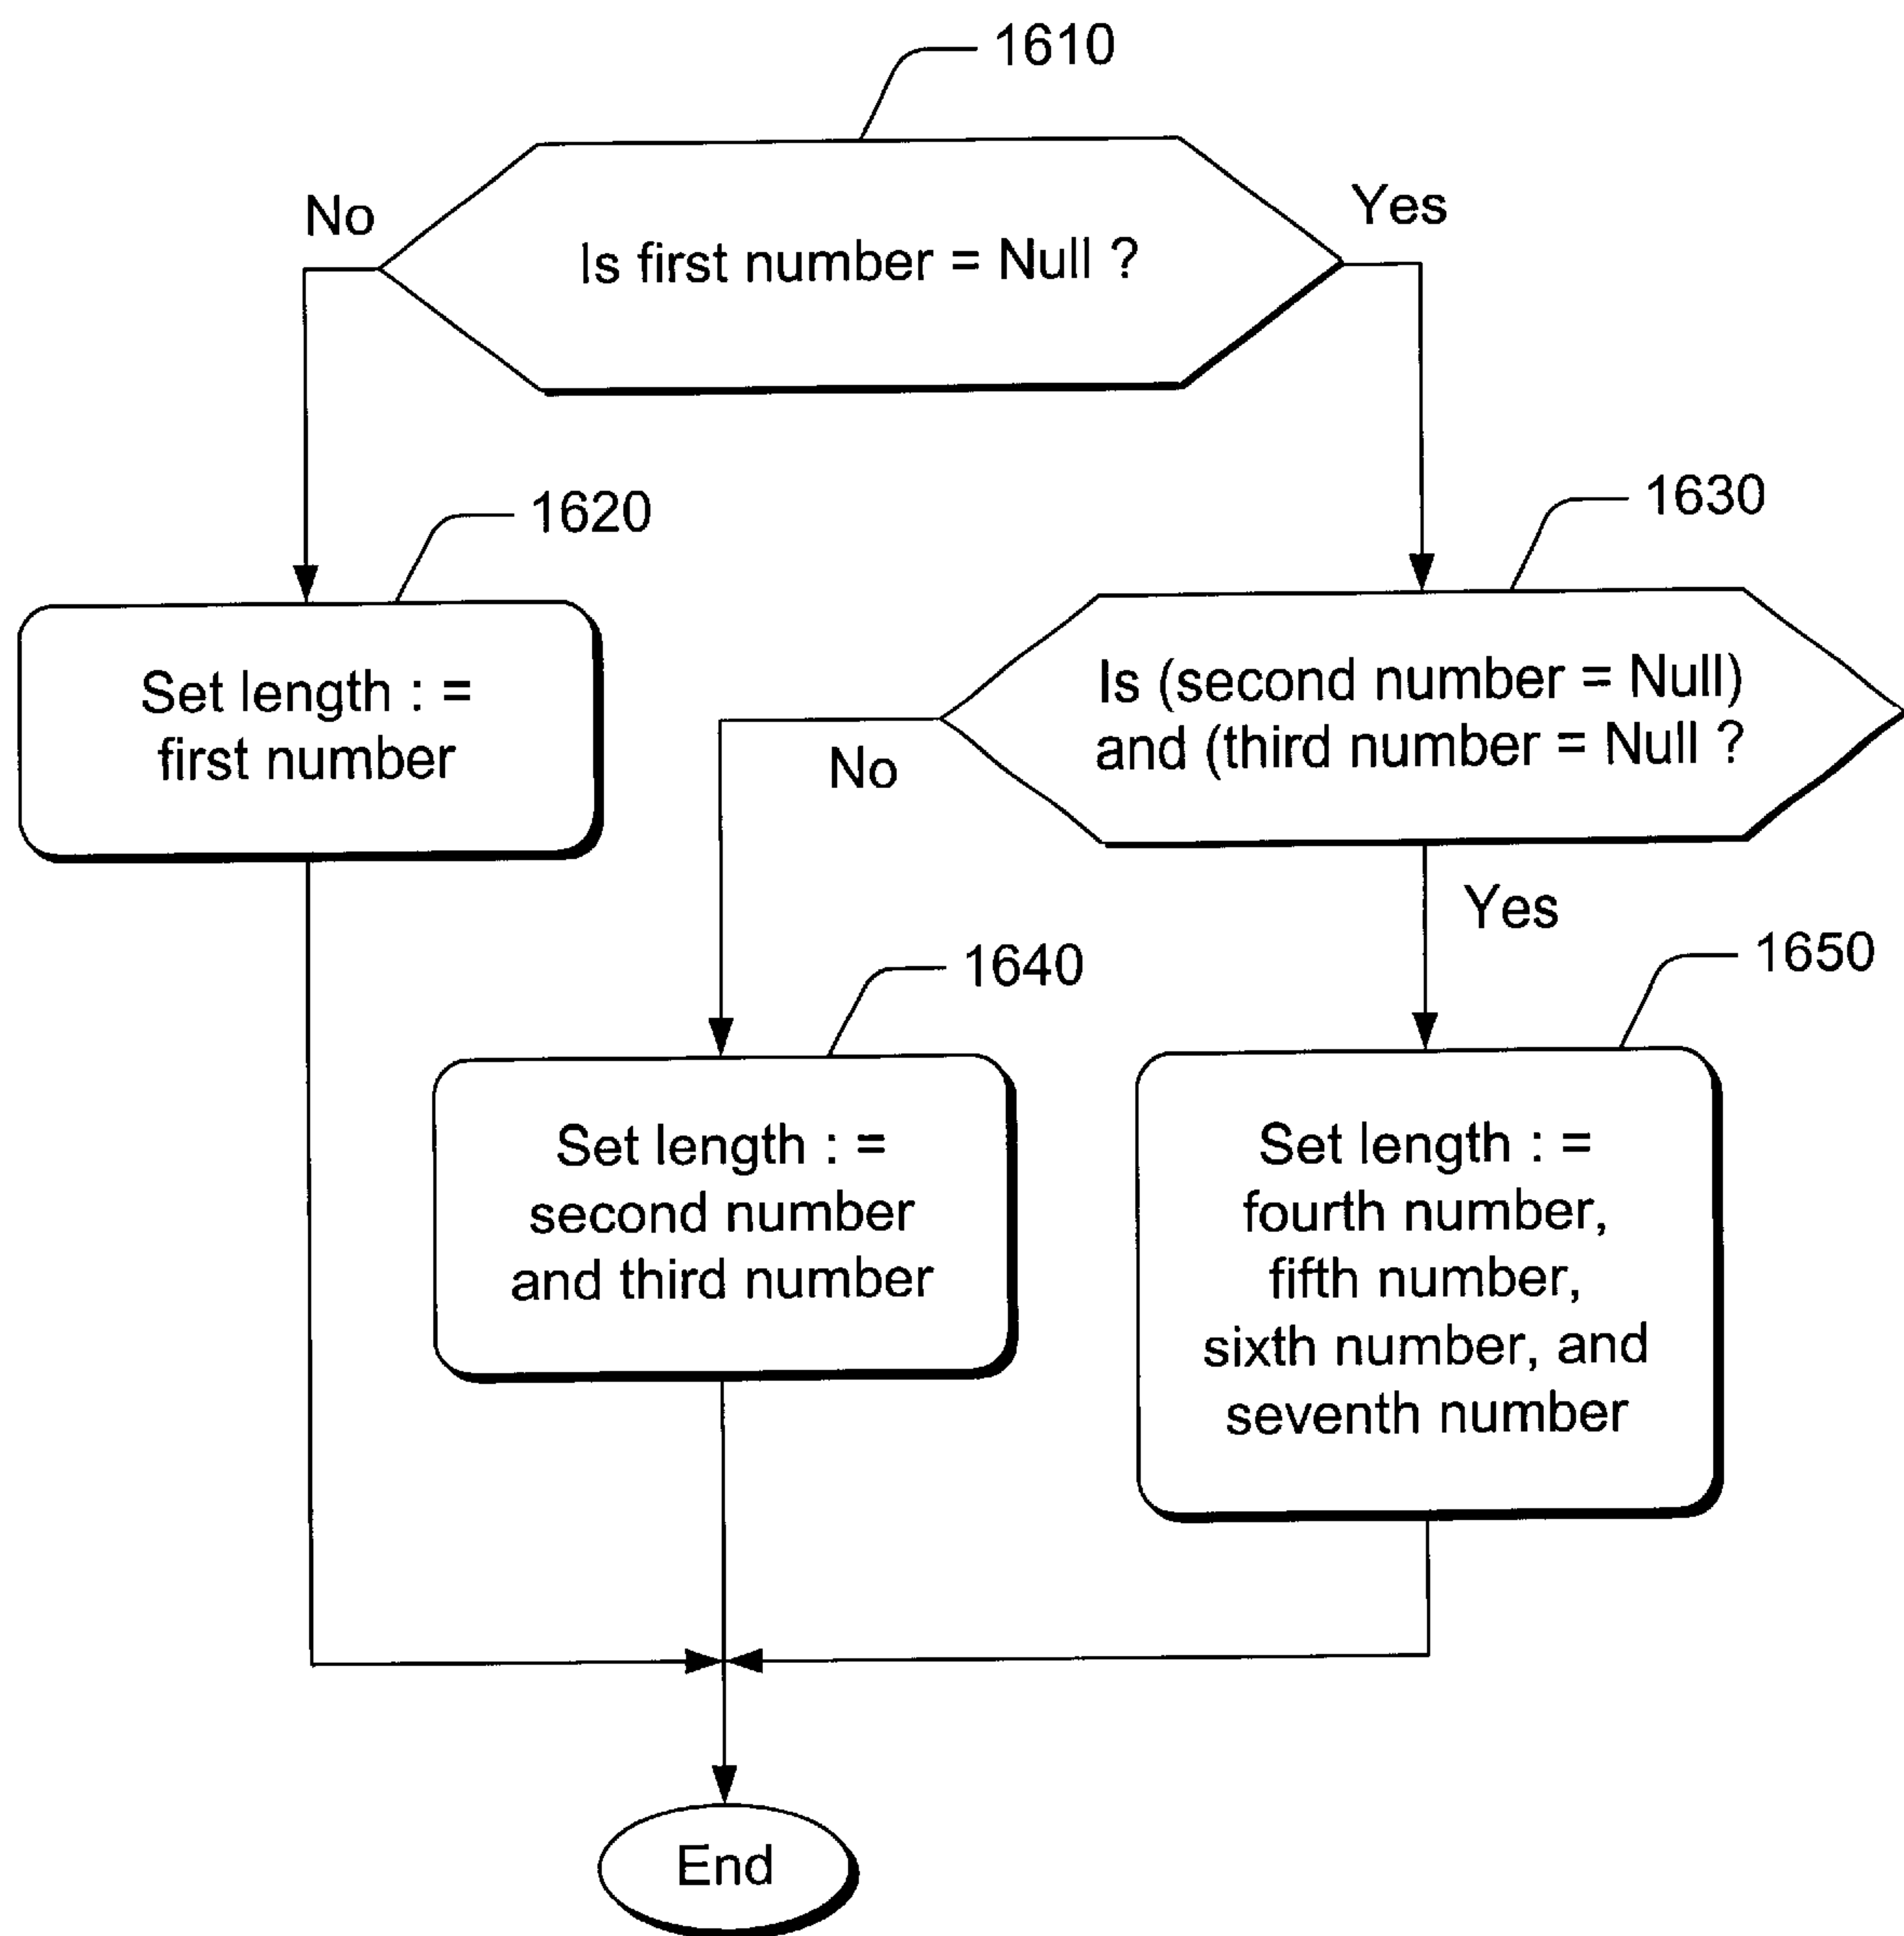 1610
No
Yes
Is first number = Null ?
1620
1630
Set length : =
first number
Is (second number = Null)
and (third number = Null ?
No
Yes
1640
1650
Set length : =
second number
and third number
Set length : =
fourth number,
fifth number,
sixth number, and
seventh number
End